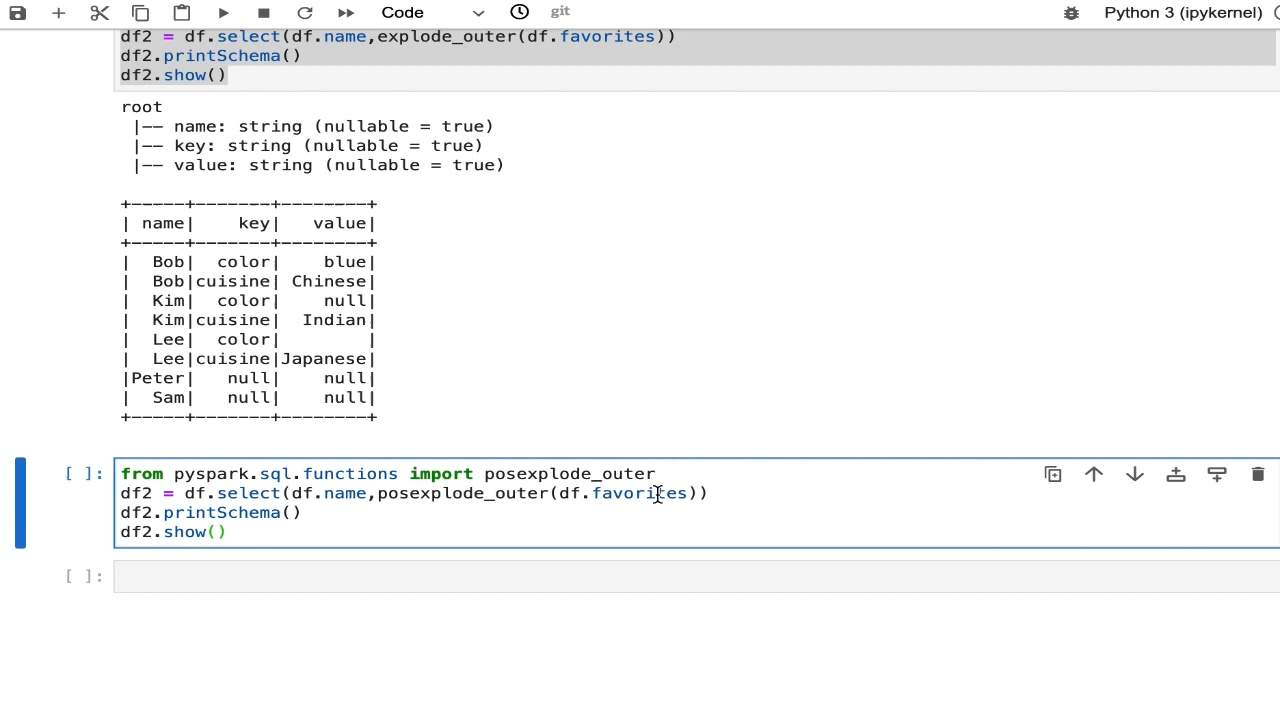 Code git Python 3 (ipykernel)
df2 = df.select(df.name,explode_outer(df.favorites))
df2.printSchema()
df2.show()
root
 |-- name: string (nullable = true)
 |-- key: string (nullable = true)
 |-- value: string (nullable = true)
+-----+-------+--------+
| name|    key|   value|
+-----+-------+--------+
|  Bob|  color|    blue|
|  Bob|cuisine| Chinese|
|  Kim|  color|    null|
|  Kim|cuisine|  Indian|
|  Lee|  color|        |
|  Lee|cuisine|Japanese|
|Peter|   null|    null|
|  Sam|   null|    null|
+-----+-------+--------+
[ ]: from pyspark.sql.functions import posexplode_outer
df2 = df.select(df.name,posexplode_outer(df.favorites))
df2.printSchema()
df2.show()
[ ]: